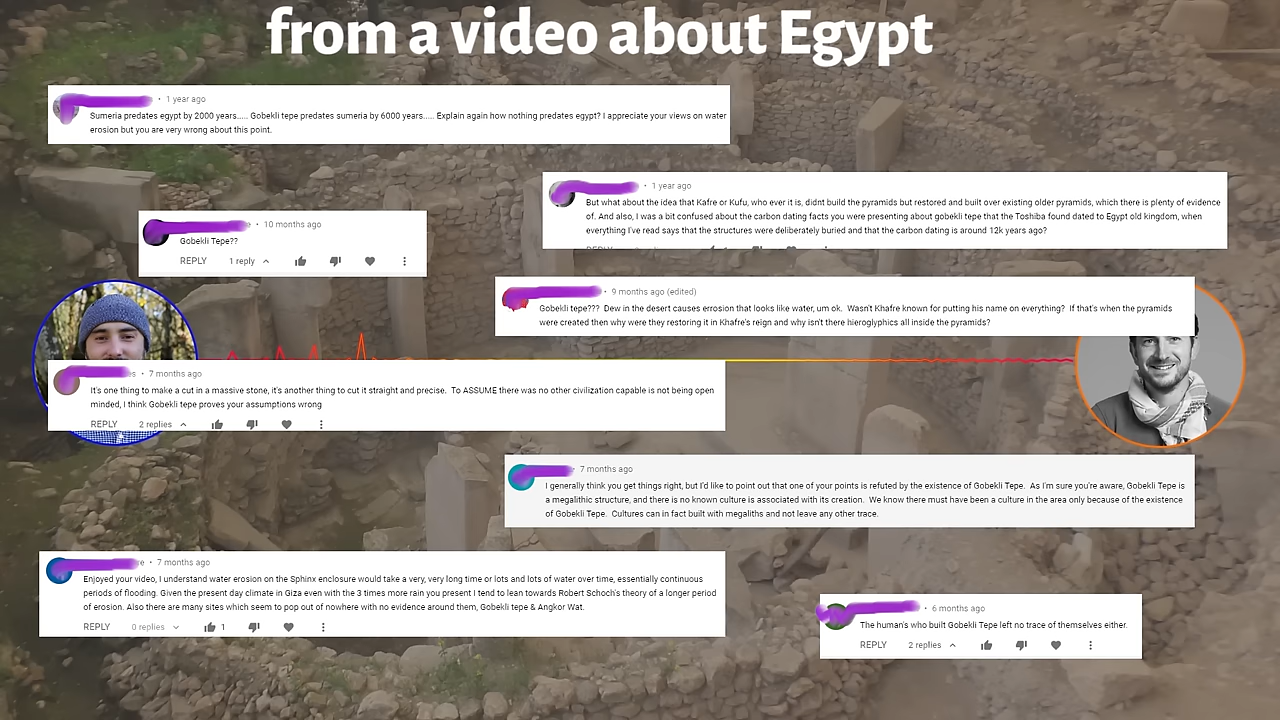 from a video about Egypt
1 year ago
Sumeria predates egypt by 2000 years..... Gobekli tepe predates sumeria by 6000 years..... Explain again how nothing predates egypt? I appreciate your views on water
erosion but you are very wrong about this point.
1 year ago
But what about the idea that Kafre or Kufu, who ever it is, didnt build the pyramids but restored and built over existing older pyramids, which there is plenty of evidence
of. And also, I was a bit confused about the carbon dating facts you were presenting about gobekli tepe that the Toshiba found dated to Egypt old kingdom, when
everything I've read says that the structures were deliberately buried and that the carbon dating is around 12k years ago?
REPLY
10 months ago
Gobekli Tepe??
REPLY 1 reply
9 months ago (edited)
Gobekli tepe??? Dew in the desert causes errosion that looks like water, um ok. Wasn't Khafre known for putting his name on everything? If that's when the pyramids
were created then why were they restoring it in Khafre's reign and why isn't there hieroglyphics all inside the pyramids?
es • 7 months ago
It's one thing to make a cut in a massive stone, it's another thing to cut it straight and precise. To ASSUME there was no other civilization capable is not being open
minded, I think Gobekli tepe proves your assumptions wrong
REPLY 2 replies
7 months ago
I generally think you get things right, but I'd like to point out that one of your points is refuted by the existence of Gobekli Tepe. As I'm sure you're aware, Gobekli Tepe is
a megalithic structure, and there is no known culture is associated with its creation. We know there must have been a culture in the area only because of the existence
of Gobekli Tepe. Cultures can in fact built with megaliths and not leave any other trace.
e • 7 months ago
Enjoyed your video, I understand water erosion on the Sphinx enclosure would take a very, very long time or lots and lots of water over time, essentially continuous
periods of flooding. Given the present day climate in Giza even with the 3 times more rain you present I tend to lean towards Robert Schoch's theory of a longer period
of erosion. Also there are many sites which seem to pop out of nowhere with no evidence around them, Gobekli tepe & Angkor Wat.
REPLY 0 replies 1
6 months ago
The human's who built Gobekli Tepe left no trace of themselves either.
REPLY 2 replies